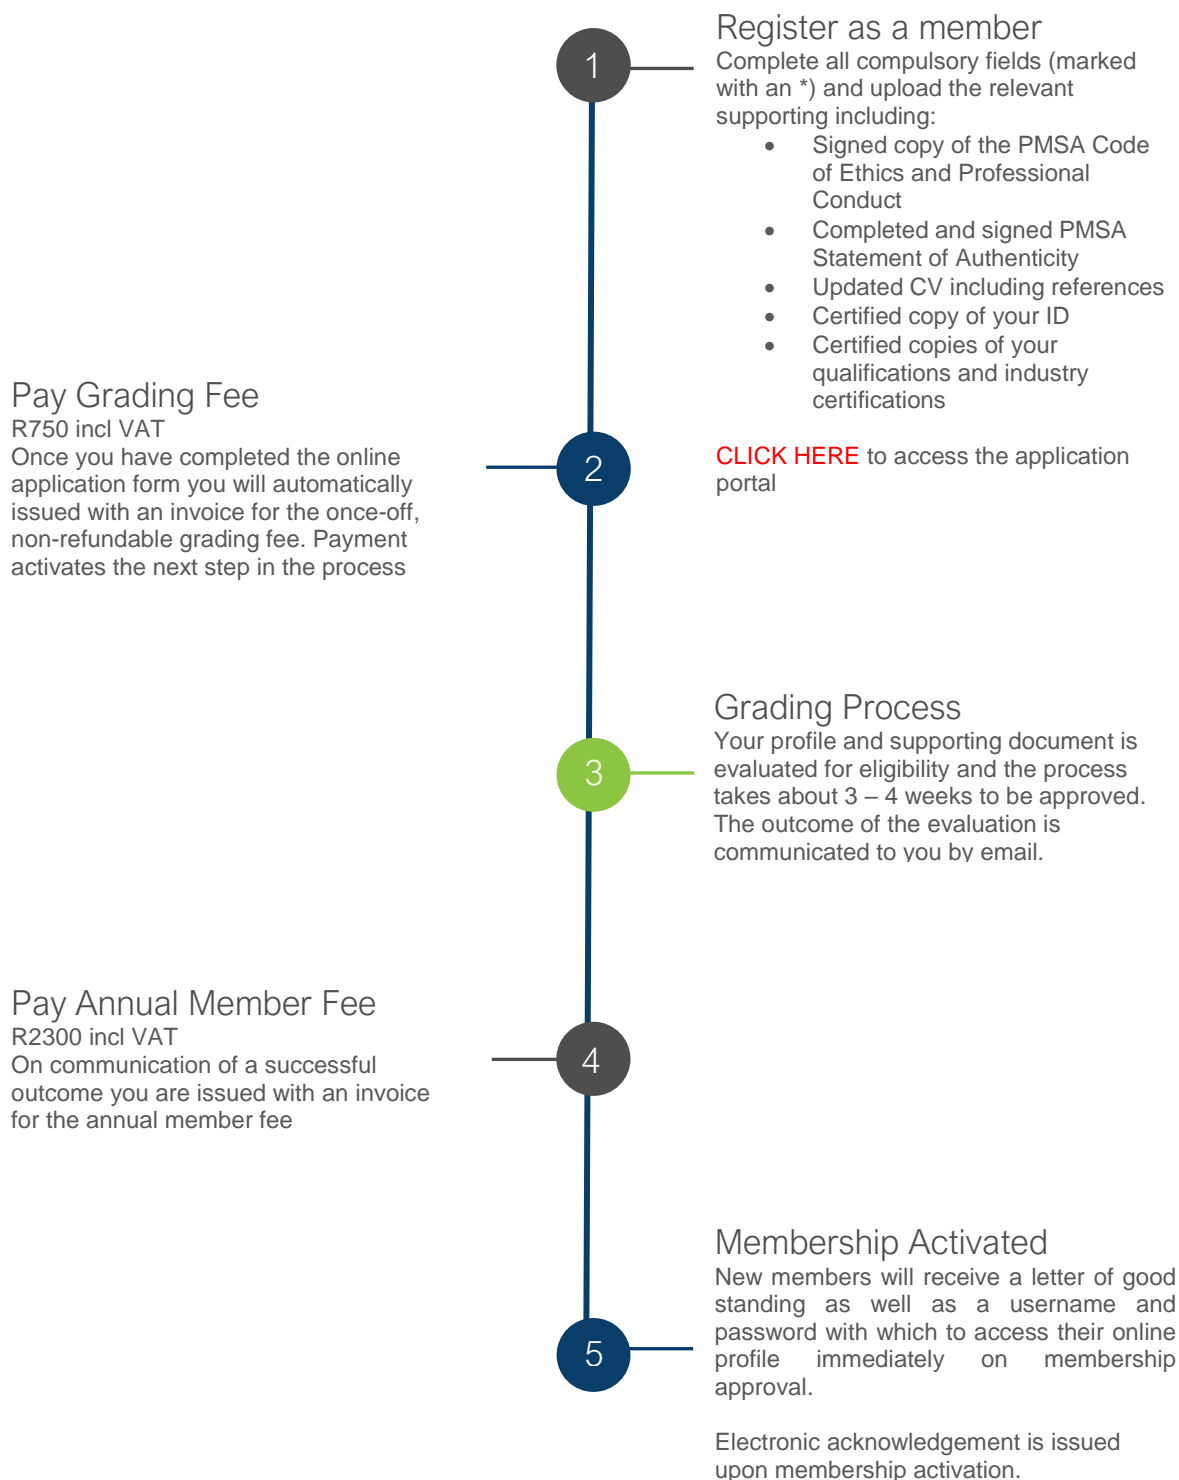 1
Register as a member
Complete all compulsory fields (marked
with an *) and upload the relevant
supporting including:
• Signed copy of the PMSA Code
of Ethics and Professional
Conduct
• Completed and signed PMSA
Statement of Authenticity
• Updated CV including references
• Certified copy of your ID
• Certified copies of your
qualifications and industry
certifications
CLICK HERE to access the application
portal
2
Pay Grading Fee
R750 incl VAT
Once you have completed the online
application form you will automatically
issued with an invoice for the once-off,
non-refundable grading fee. Payment
activates the next step in the process
3
Grading Process
Your profile and supporting document is
evaluated for eligibility and the process
takes about 3 – 4 weeks to be approved.
The outcome of the evaluation is
communicated to you by email.
4
Pay Annual Member Fee
R2300 incl VAT
On communication of a successful
outcome you are issued with an invoice
for the annual member fee
5
Membership Activated
New members will receive a letter of good
standing as well as a username and
password with which to access their online
profile immediately on membership
approval.
Electronic acknowledgement is issued
upon membership activation.